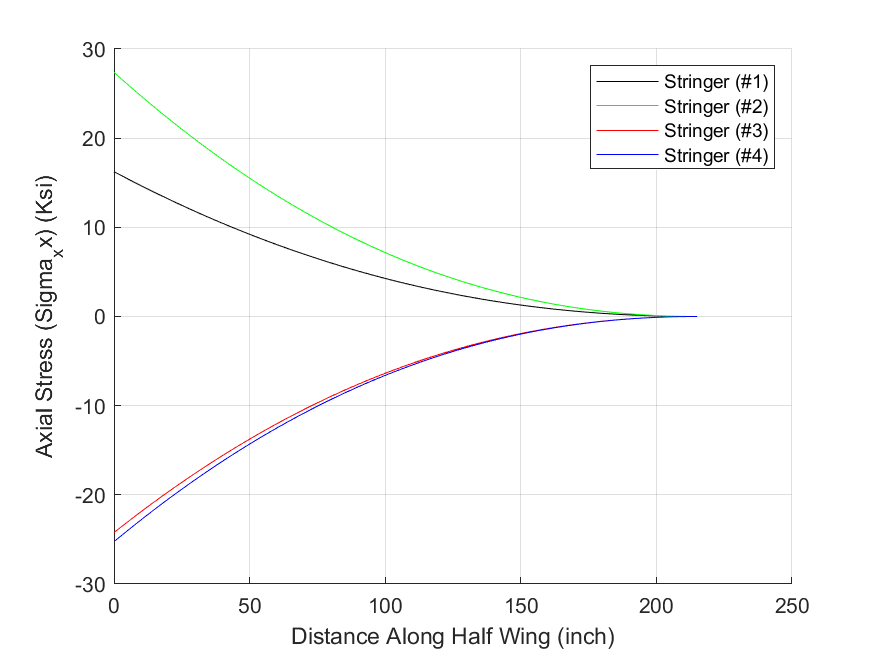 30
20
10
0
-10
-20
-30
Axial Stress (Sigma_xx) (Ksi)
Stringer (#1)
Stringer (#2)
Stringer (#3)
Stringer (#4)
0 50 100 150 200 250
Distance Along Half Wing (inch)